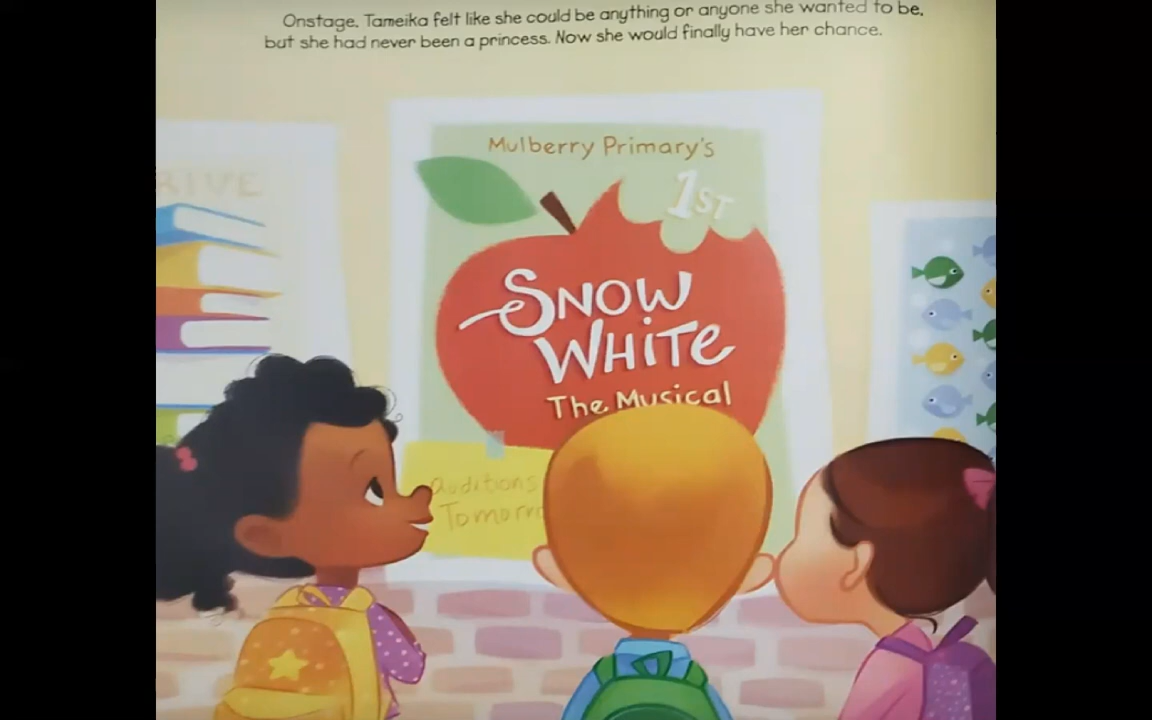 Onstage, Tameika felt like she could be anything or anyone she wanted to be,
but she had never been a princess. Now she would finally have her chance.
Mulberry Primary's
1ST
SNOW
WHITE
The Musical
Auditions